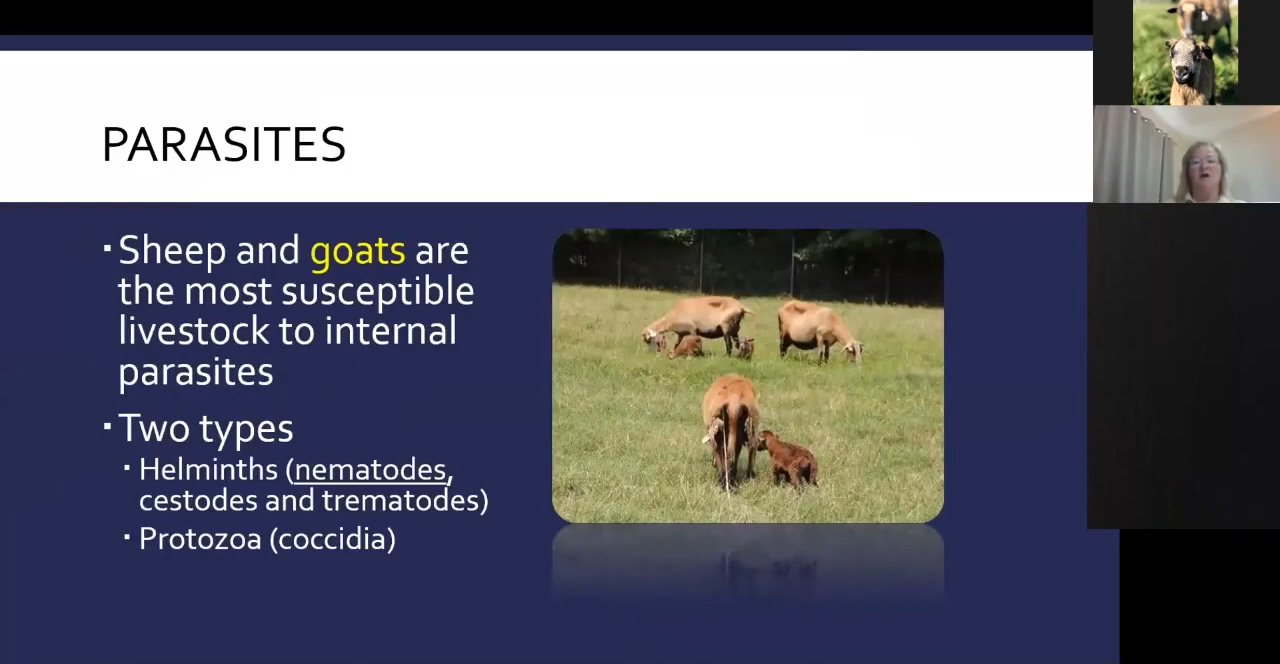 PARASITES
▪ Sheep and goats are
the most susceptible
livestock to internal
parasites
▪ Two types
▪ Helminths (nematodes,
cestodes and trematodes)
▪ Protozoa (coccidia)